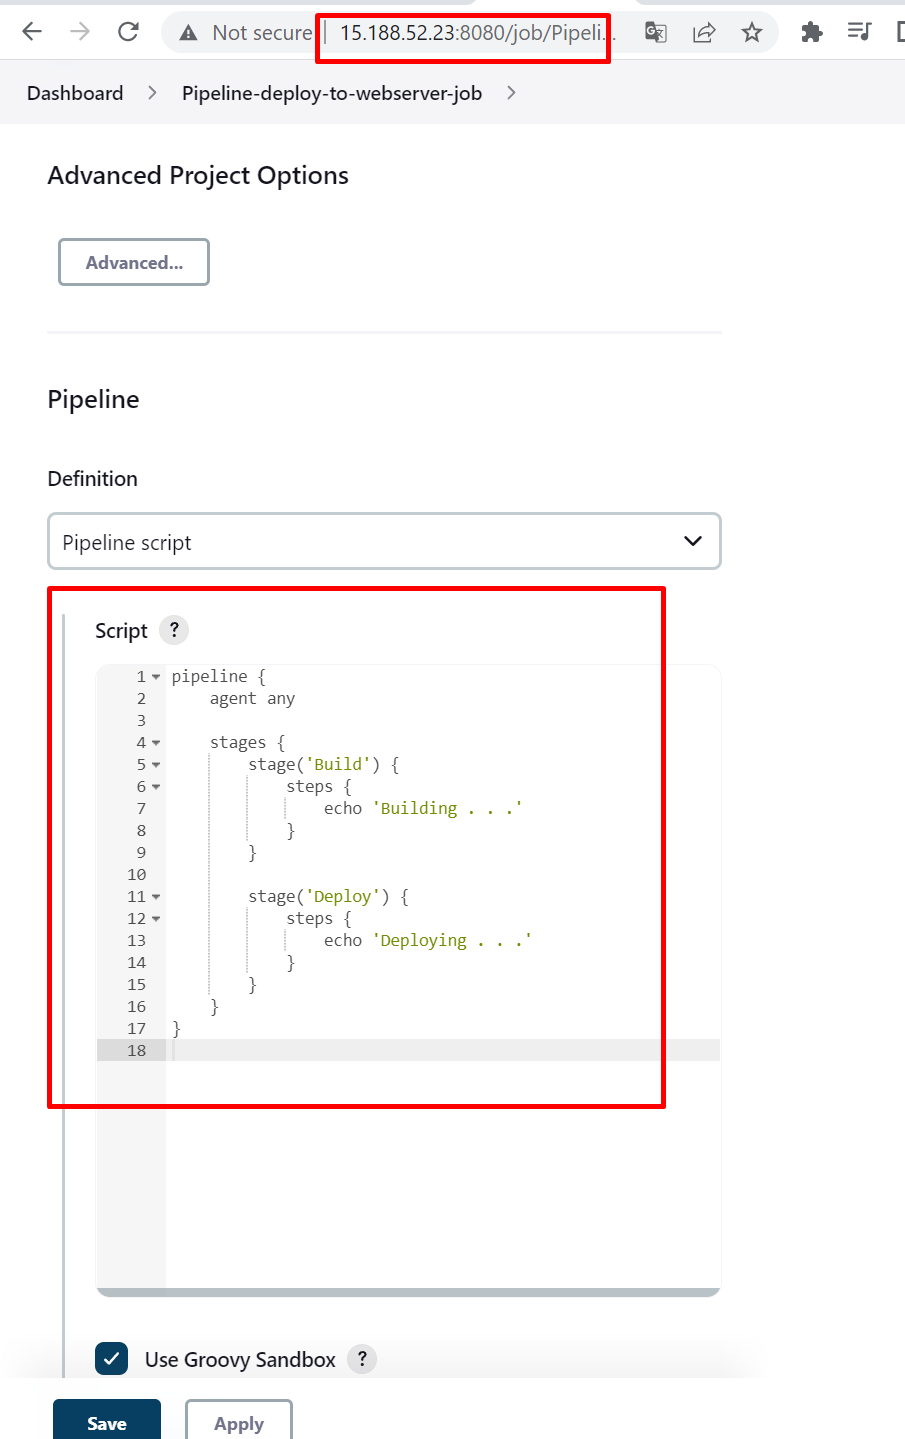 Not secure | 15.188.52.23:8080/job/Pipeli...
Dashboard > Pipeline-deploy-to-webserver-job >
Advanced Project Options
Advanced...
Pipeline
Definition
Pipeline script
Script ?
1 pipeline {
2     agent any
3
4     stages {
5         stage('Build') {
6             steps {
7                 echo 'Building . . .'
8             }
9         }
10
11         stage('Deploy') {
12             steps {
13                 echo 'Deploying . . .'
14             }
15         }
16     }
17 }
18
Use Groovy Sandbox ?
Save Apply